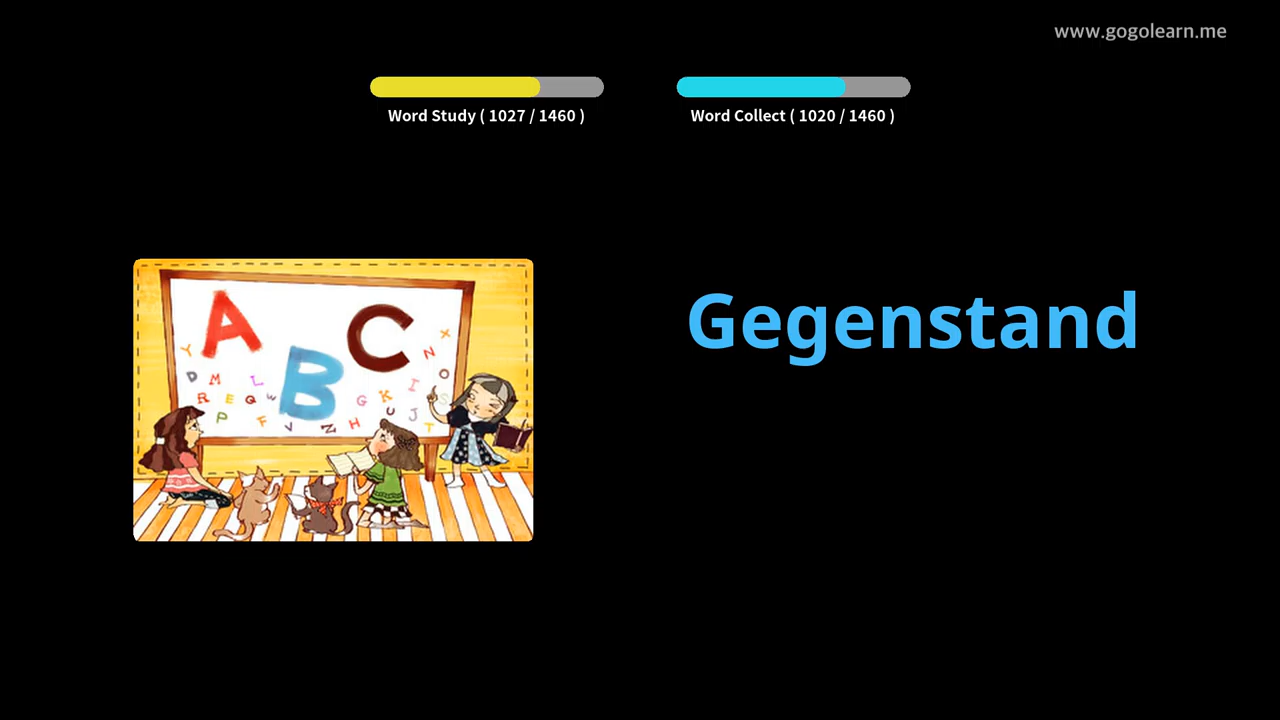 www.gogolearn.me
Word Study ( 1027 / 1460 )
Word Collect ( 1020 / 1460 )
Gegenstand
A
B
C
Y
X
N
D M L O
R E Q W G K I S
P F V Z H U J T